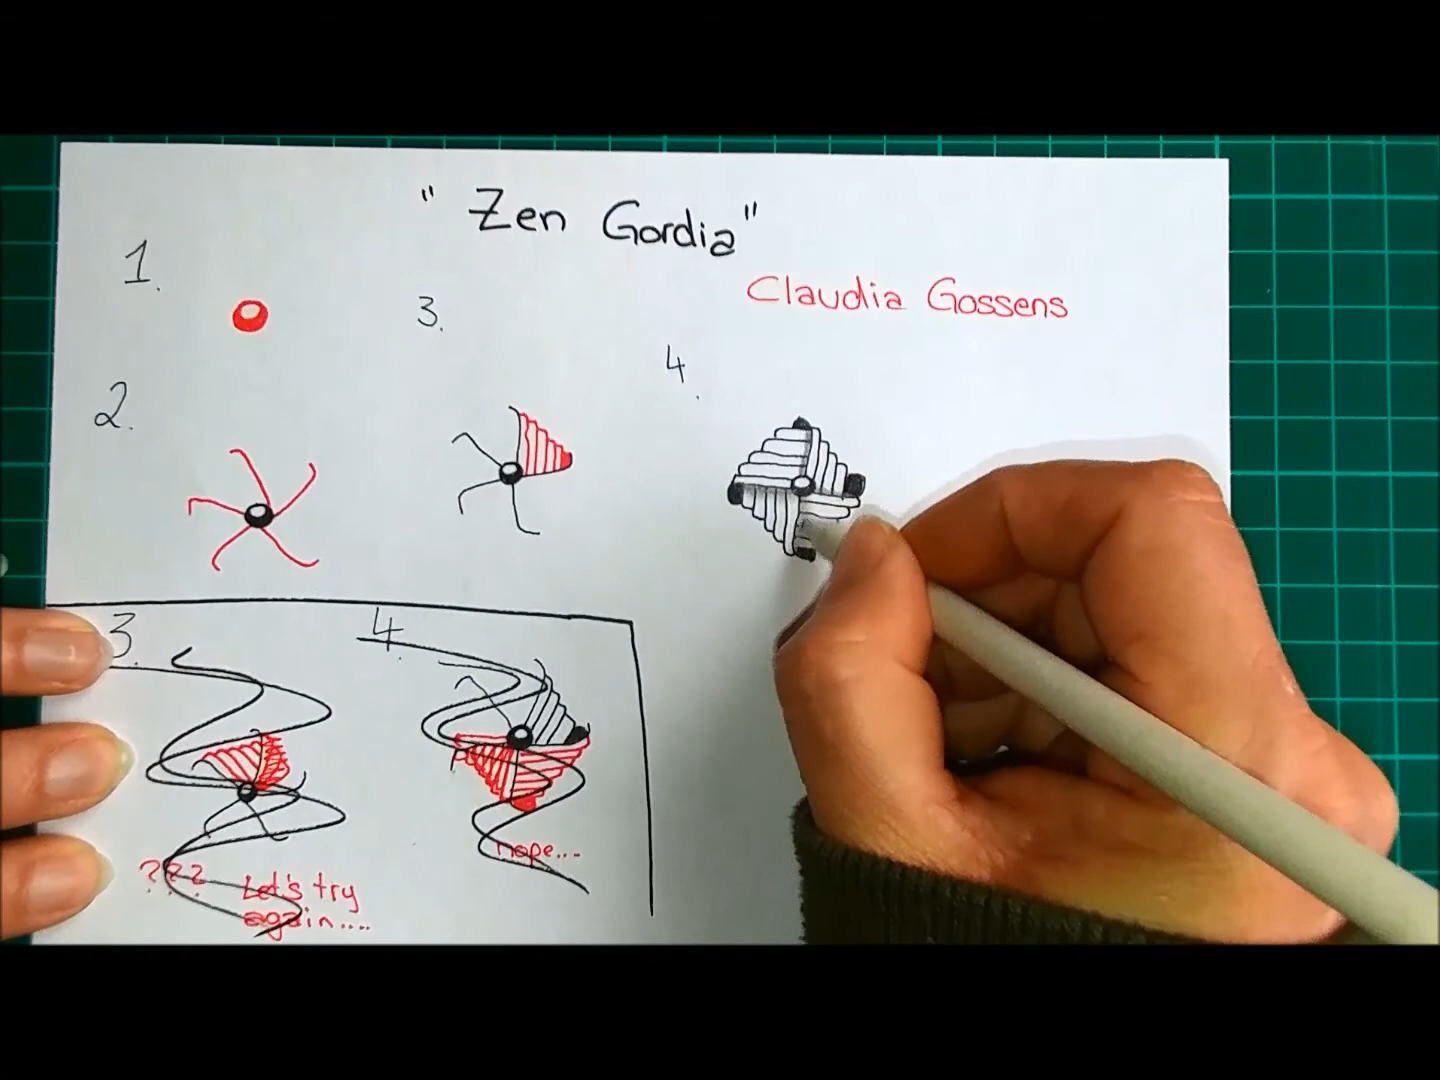 "Zen Gordia"
Claudia Gossens
1.
2.
3.
4.
3.
4.
???
Let's try
again....
nope...